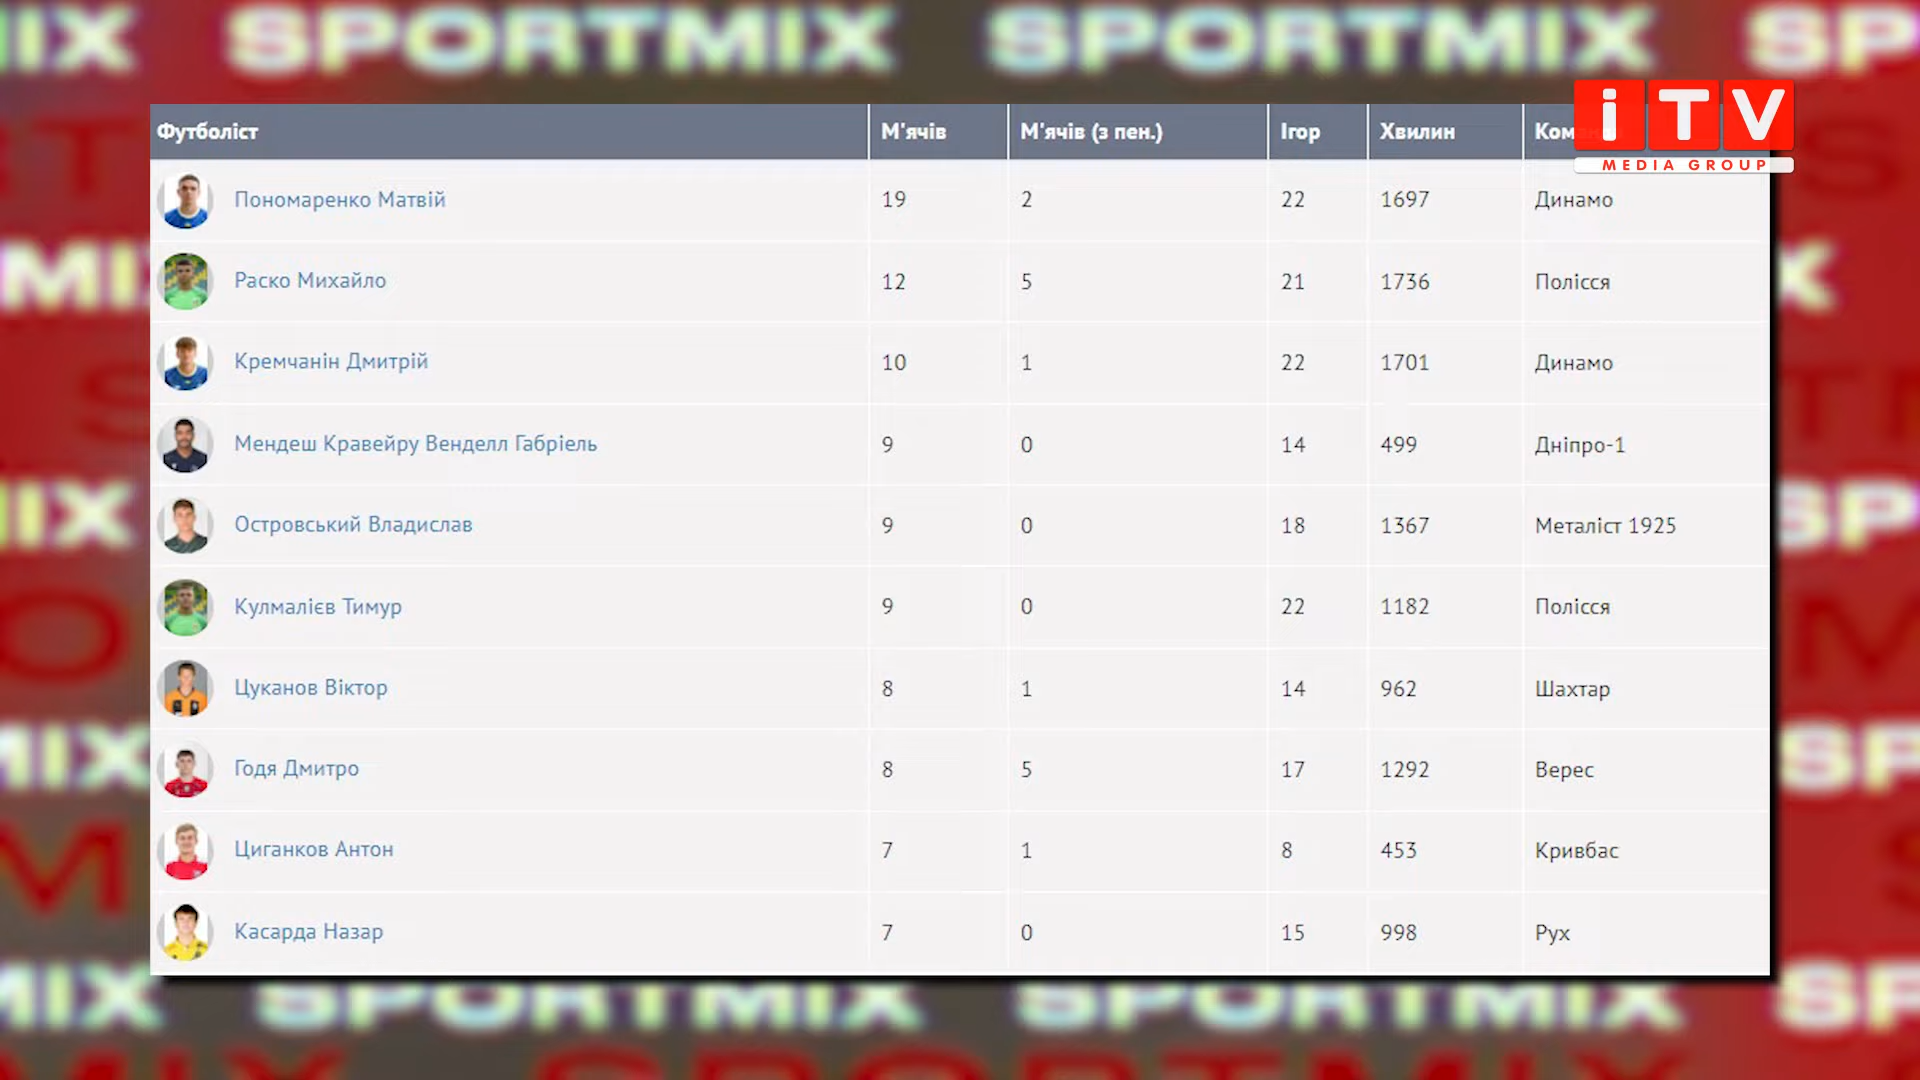 SPORTMIX SPORTMIX
iTV
MEDIA GROUP
Футболіст М'ячів М'ячів (з пен.) Ігор Хвилин
Пономаренко Матвій 19 2 22 1697 Динамо
Раско Михайло 12 5 21 1736 Полісся
Кремчанін Дмитрій 10 1 22 1701 Динамо
Мендеш Кравейру Венделл Габріель 9 0 14 499 Дніпро-1
Островський Владислав 9 0 18 1367 Металіст 1925
Кулмалієв Тимур 9 0 22 1182 Полісся
Цуканов Віктор 8 1 14 962 Шахтар
Годя Дмитро 8 5 17 1292 Верес
Циганков Антон 7 1 8 453 Кривбас
Касарда Назар 7 0 15 998 Рух
SPORTMIX SPORTMIX